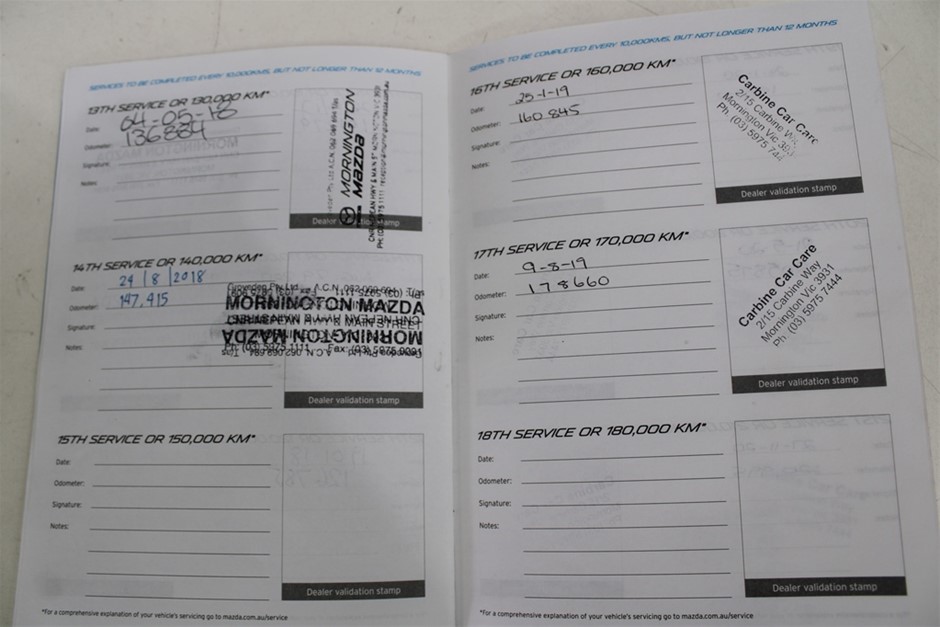 SERVICES TO BE COMPLETED EVERY 10,000KMS, BUT NOT LONGER THAN 12 MONTHS
13TH SERVICE OR 130,000 KM*
Date: 04-05-18
Odometer: 136884
Signature:
Notes:
MORNINGTON
mazda
CNR NEPEAN HWY & MAIN ST
Dealer validation stamp
14TH SERVICE OR 140,000 KM*
Date: 24 / 8 / 2018
Odometer: 147,415
Signature:
Notes:
MORNINGTON MAZDA
MORNINGTON MAZDA
Dealer validation stamp
15TH SERVICE OR 150,000 KM*
Date:
Odometer:
Signature:
Notes:
Dealer validation stamp
*For a comprehensive explanation of your vehicle's servicing go to mazda.com.au/service
SERVICES TO BE COMPLETED EVERY 10,000KMS, BUT NOT LONGER THAN 12 MONTHS
16TH SERVICE OR 160,000 KM*
Date: 25-1-19
Odometer: 160 845
Signature:
Notes:
Carbine Car Care
2/15 Carbine Way
Mornington Vic
Ph: (03) 5975
Dealer validation stamp
17TH SERVICE OR 170,000 KM*
Date: 9-8-19
Odometer: 178660
Signature:
Notes:
Carbine Car Care
2/15 Carbine Way
Mornington Vic 3931
Ph: (03) 5975 7444
Dealer validation stamp
18TH SERVICE OR 180,000 KM*
Date:
Odometer:
Signature:
Notes:
Dealer validation stamp
*For a comprehensive explanation of your vehicle's servicing go to mazda.com.au/service